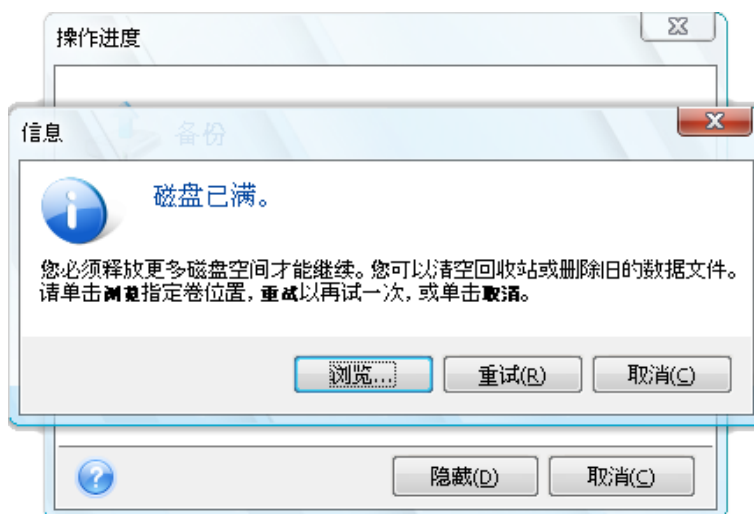 操作进度
信息
备份
磁盘已满。
您必须释放更多磁盘空间才能继续。您可以清空回收站或删除旧的数据文件。
请单击浏览指定卷位置，重试以再试一次，或单击取消。
浏览... 重试(R) 取消(C)
隐藏(D) 取消(C)